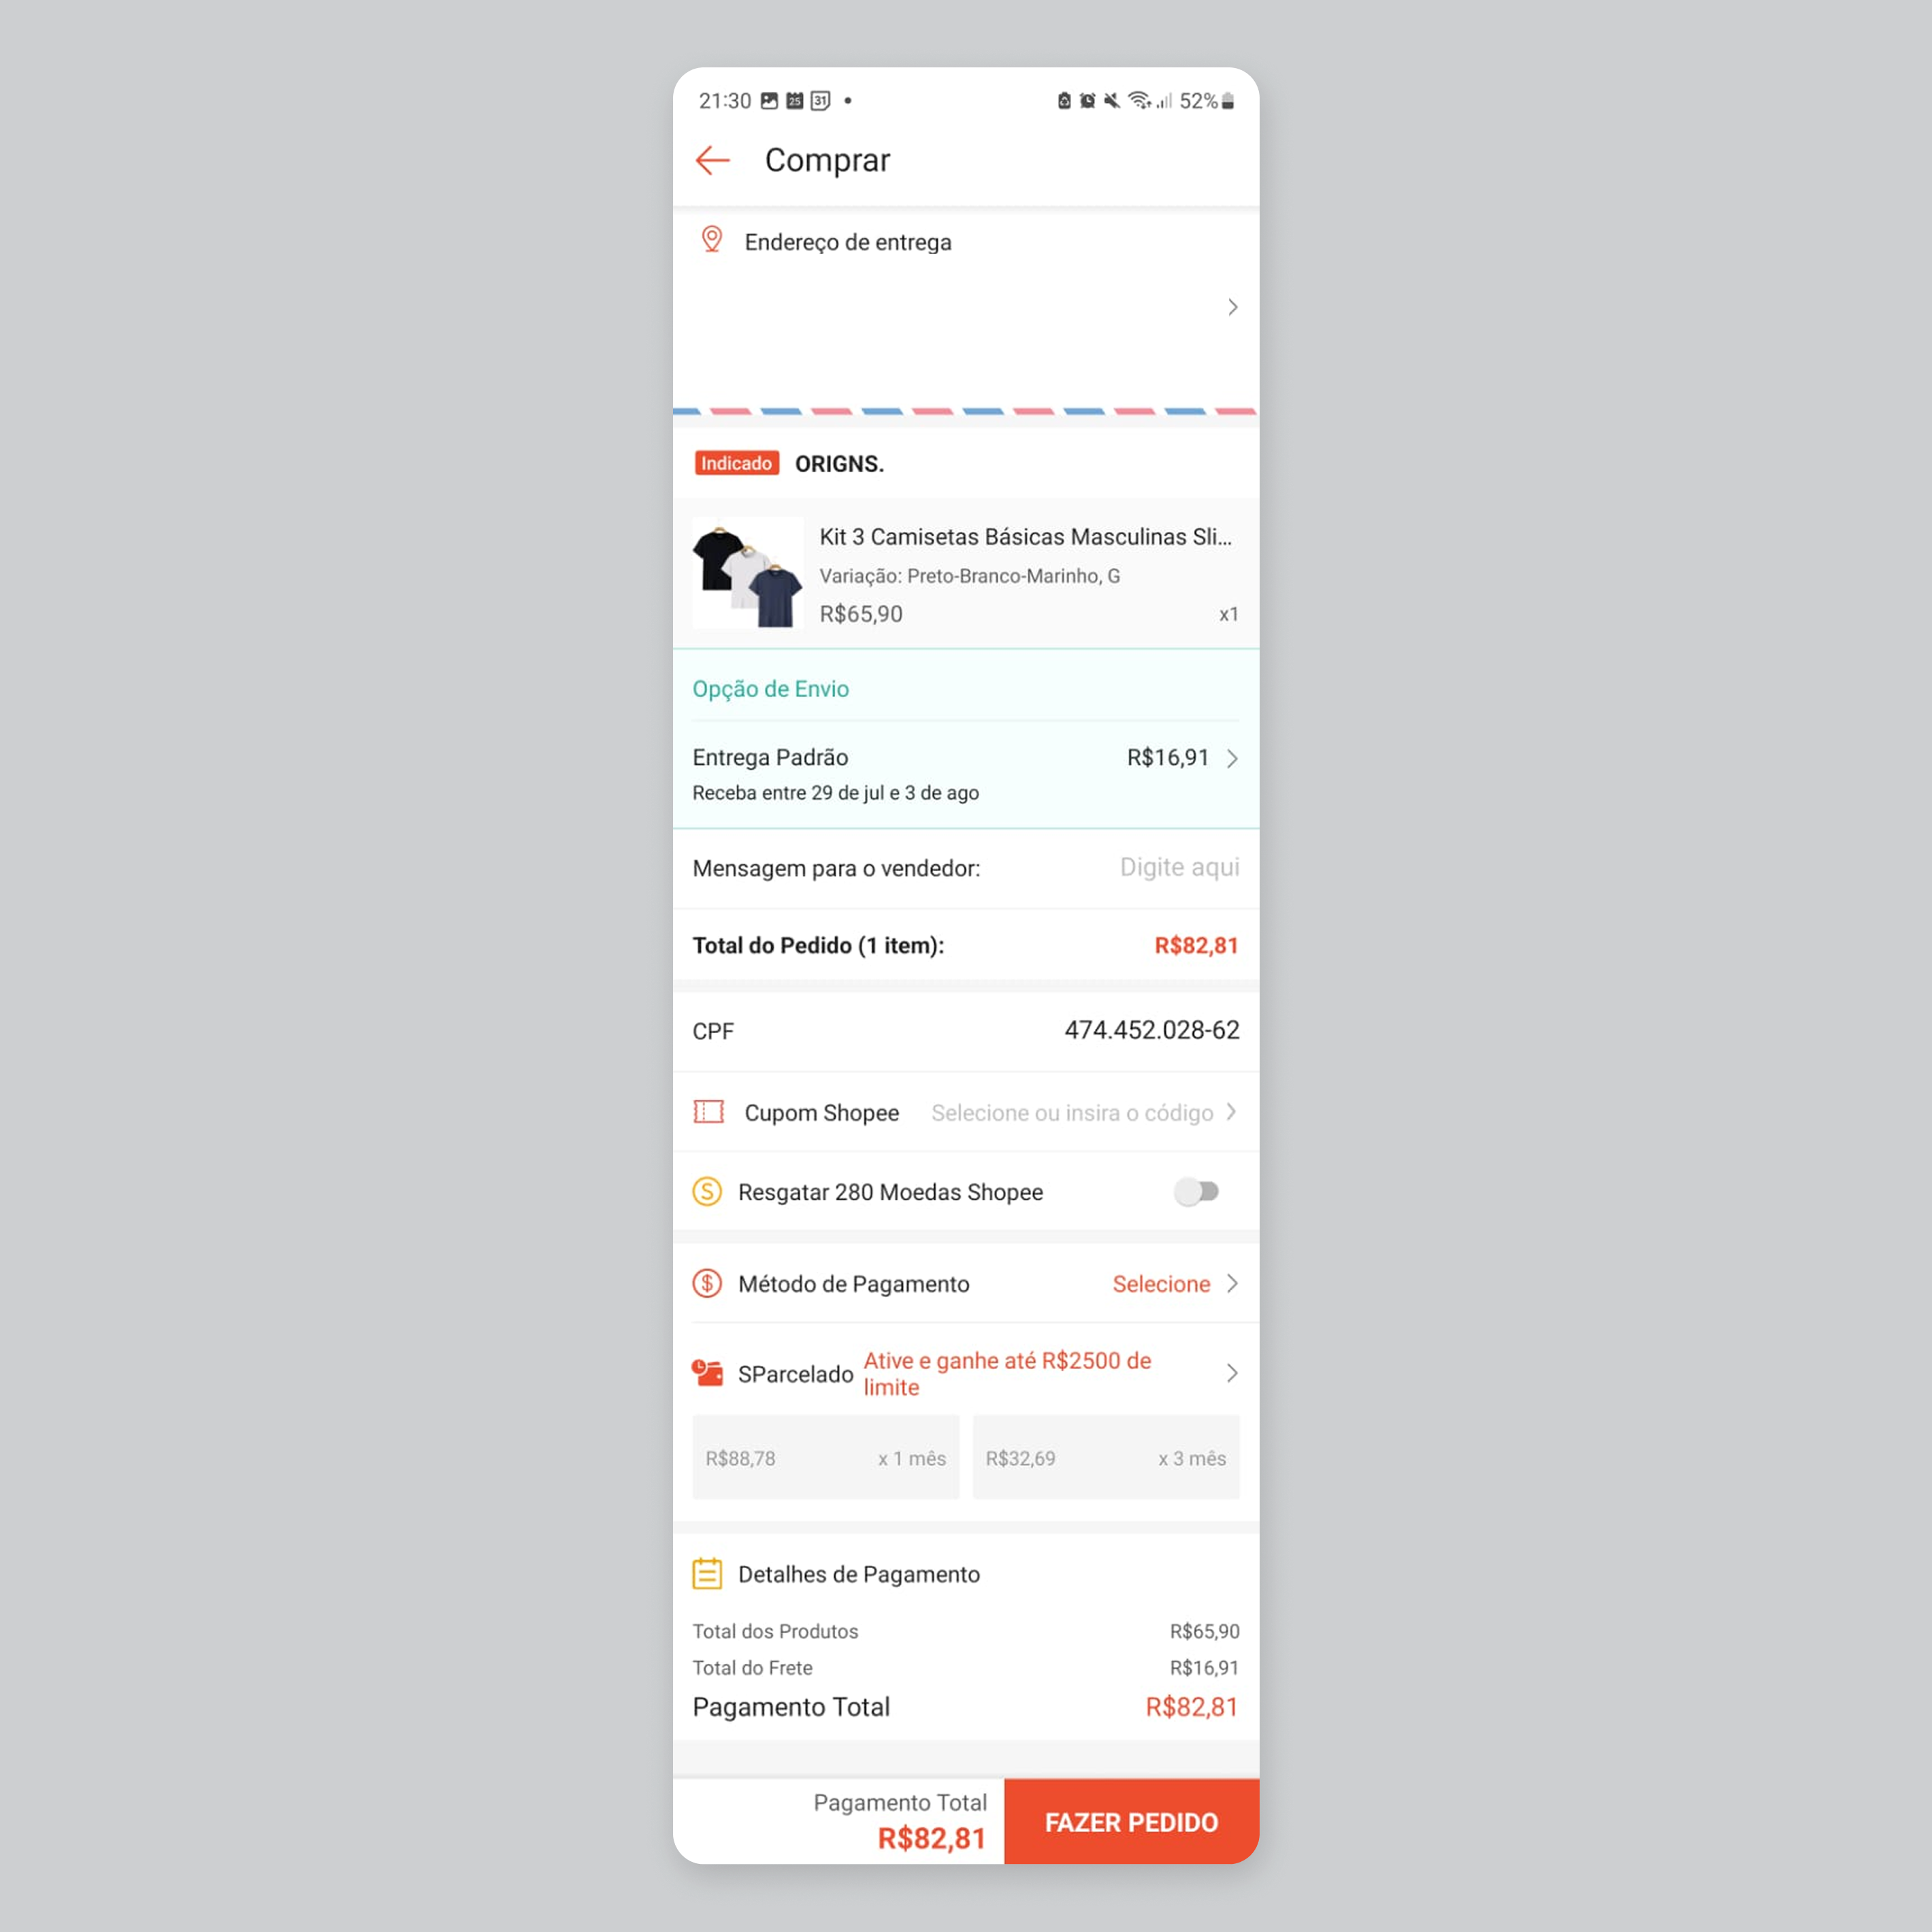 21:30 25 31 52%
Comprar
Endereço de entrega
Indicado ORIGNS.
Kit 3 Camisetas Básicas Masculinas Sli...
Variação: Preto-Branco-Marinho, G
R$65,90 x1
Opção de Envio
Entrega Padrão R$16,91
Receba entre 29 de jul e 3 de ago
Mensagem para o vendedor: Digite aqui
Total do Pedido (1 item): R$82,81
CPF 474.452.028-62
Cupom Shopee Selecione ou insira o código
S Resgatar 280 Moedas Shopee
$ Método de Pagamento Selecione
SParcelado Ative e ganhe até R$2500 de
limite
R$88,78 x 1 mês R$32,69 x 3 mês
Detalhes de Pagamento
Total dos Produtos R$65,90
Total do Frete R$16,91
Pagamento Total R$82,81
Pagamento Total
R$82,81
FAZER PEDIDO